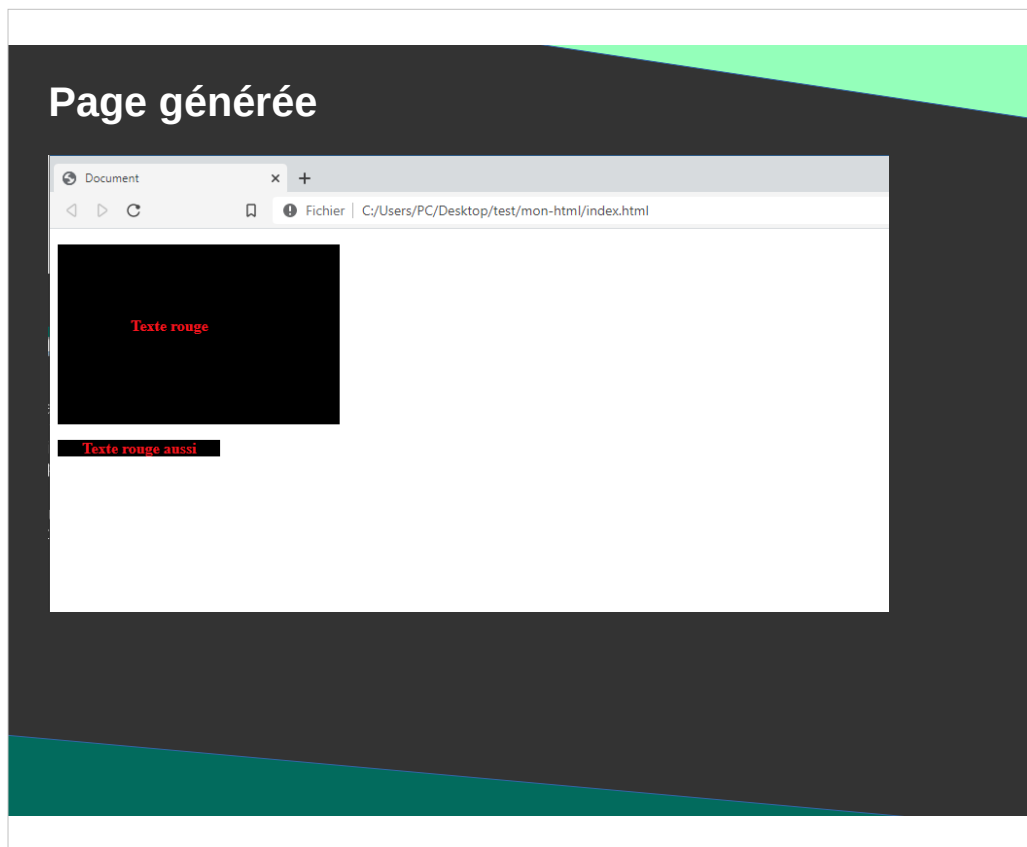 Page générée
Document
Fichier C:/Users/PC/Desktop/test/mon-html/index.html
Texte rouge
Texte rouge aussi